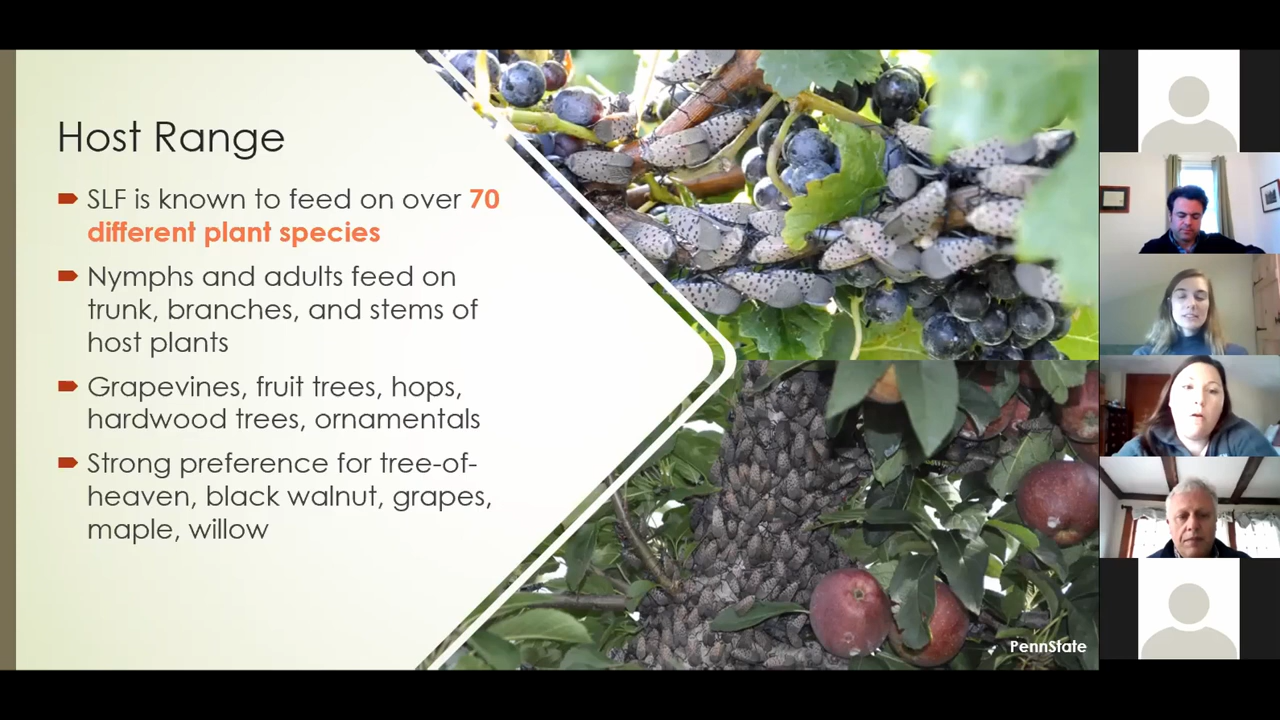 Host Range
SLF is known to feed on over 70
different plant species
Nymphs and adults feed on
trunk, branches, and stems of
host plants
Grapevines, fruit trees, hops,
hardwood trees, ornamentals
Strong preference for tree-of-
heaven, black walnut, grapes,
maple, willow
PennState